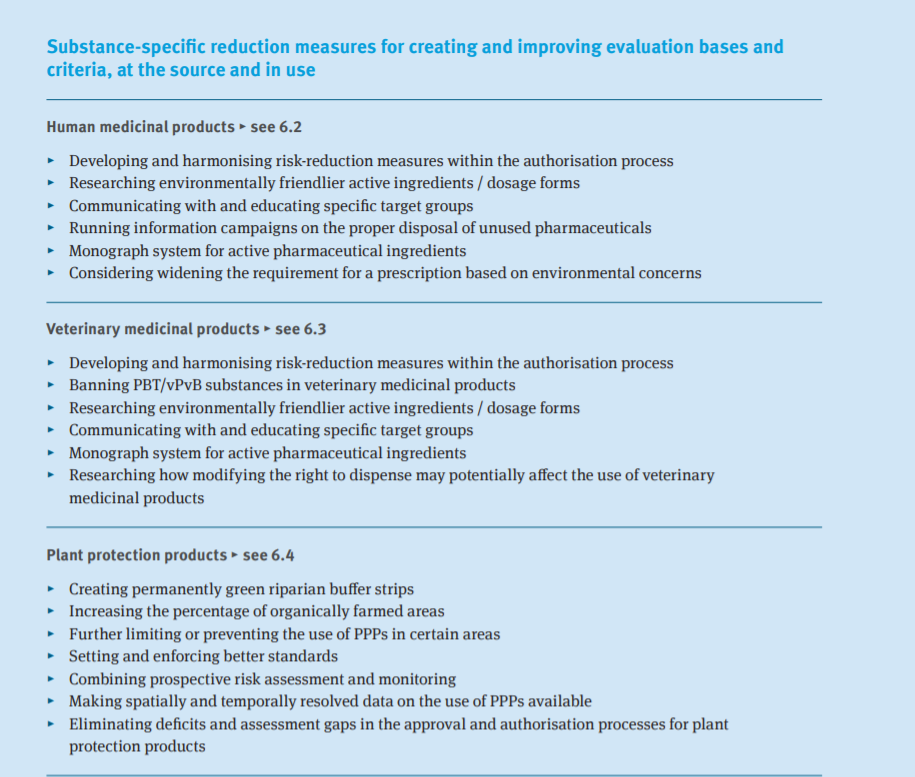 Substance-specific reduction measures for creating and improving evaluation bases and
criteria, at the source and in use
Human medicinal products ▸ see 6.2
▸ Developing and harmonising risk-reduction measures within the authorisation process
▸ Researching environmentally friendlier active ingredients / dosage forms
▸ Communicating with and educating specific target groups
▸ Running information campaigns on the proper disposal of unused pharmaceuticals
▸ Monograph system for active pharmaceutical ingredients
▸ Considering widening the requirement for a prescription based on environmental concerns
Veterinary medicinal products ▸ see 6.3
▸ Developing and harmonising risk-reduction measures within the authorisation process
▸ Banning PBT/vPvB substances in veterinary medicinal products
▸ Researching environmentally friendlier active ingredients / dosage forms
▸ Communicating with and educating specific target groups
▸ Monograph system for active pharmaceutical ingredients
▸ Researching how modifying the right to dispense may potentially affect the use of veterinary
medicinal products
Plant protection products ▸ see 6.4
▸ Creating permanently green riparian buffer strips
▸ Increasing the percentage of organically farmed areas
▸ Further limiting or preventing the use of PPPs in certain areas
▸ Setting and enforcing better standards
▸ Combining prospective risk assessment and monitoring
▸ Making spatially and temporally resolved data on the use of PPPs available
▸ Eliminating deficits and assessment gaps in the approval and authorisation processes for plant
protection products